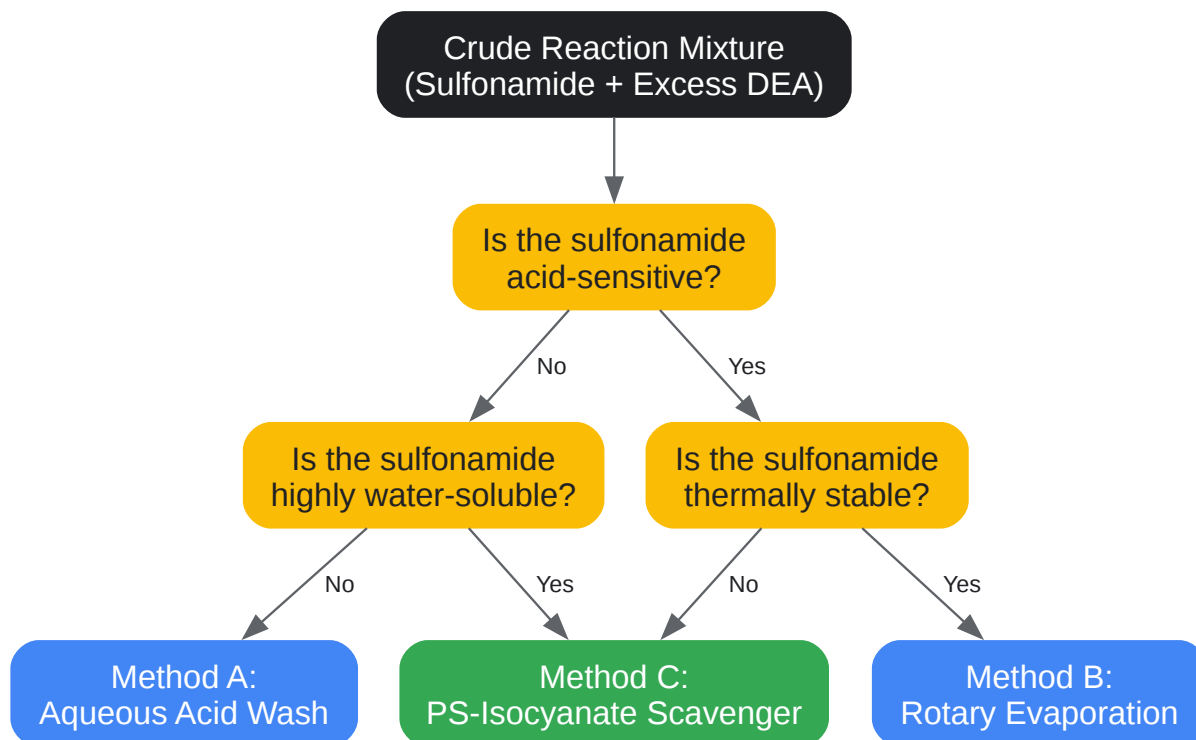 Crude Reaction Mixture
(Sulfonamide + Excess DEA)
Is the sulfonamide
acid-sensitive?
No
Yes
Is the sulfonamide
highly water-soluble?
Is the sulfonamide
thermally stable?
No
Yes
No
Yes
Method A:
Aqueous Acid Wash
Method C:
PS-Isocyanate Scavenger
Method B:
Rotary Evaporation